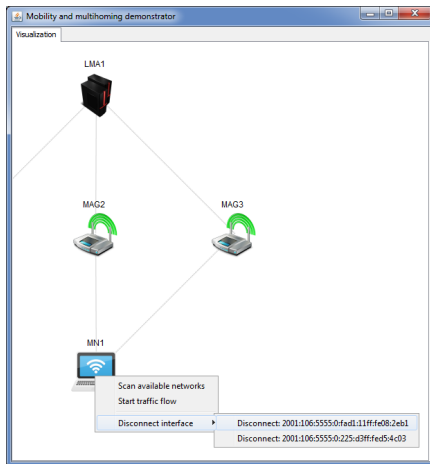 Mobility and multihoming demonstrator
Visualization
LMA1
MAG2
MAG3
MN1
Scan available networks
Start traffic flow
Disconnect interface
Disconnect: 2001:106:5555:0:fad1:11ff:fe08:2eb1
Disconnect: 2001:106:5555:0:225:d3ff:fed5:4c03